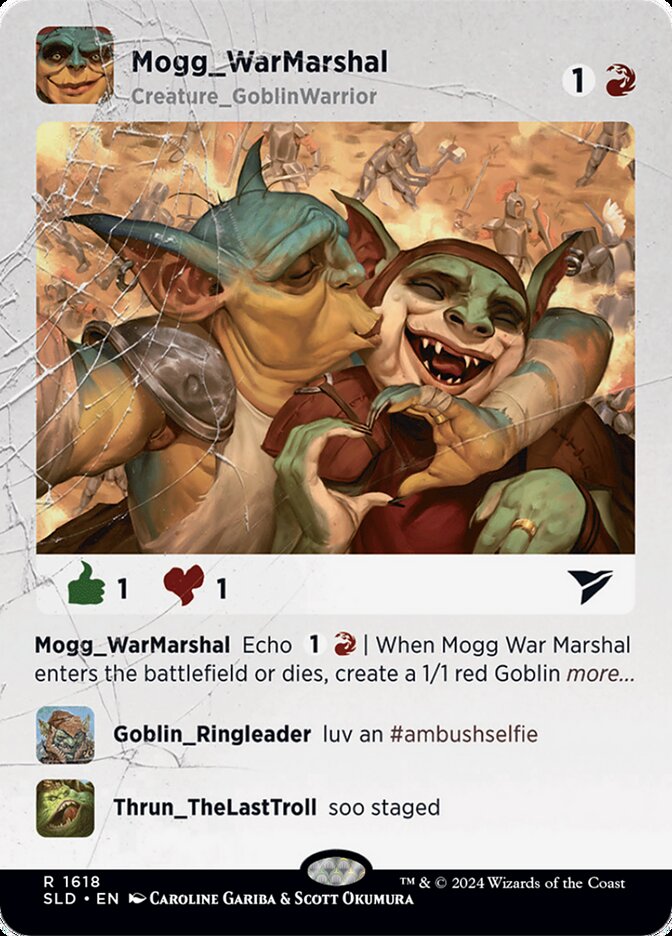 Mogg_WarMarshal
1
Creature_GoblinWarrior
1
1
Mogg_WarMarshal Echo 1 | When Mogg War Marshal
enters the battlefield or dies, create a 1/1 red Goblin more...
Goblin_Ringleader luv an #ambushselfie
Thrun_TheLastTroll soo staged
R 1618
™ & © 2024 Wizards of the Coast
SLD • EN Caroline Gariba & Scott Okumura